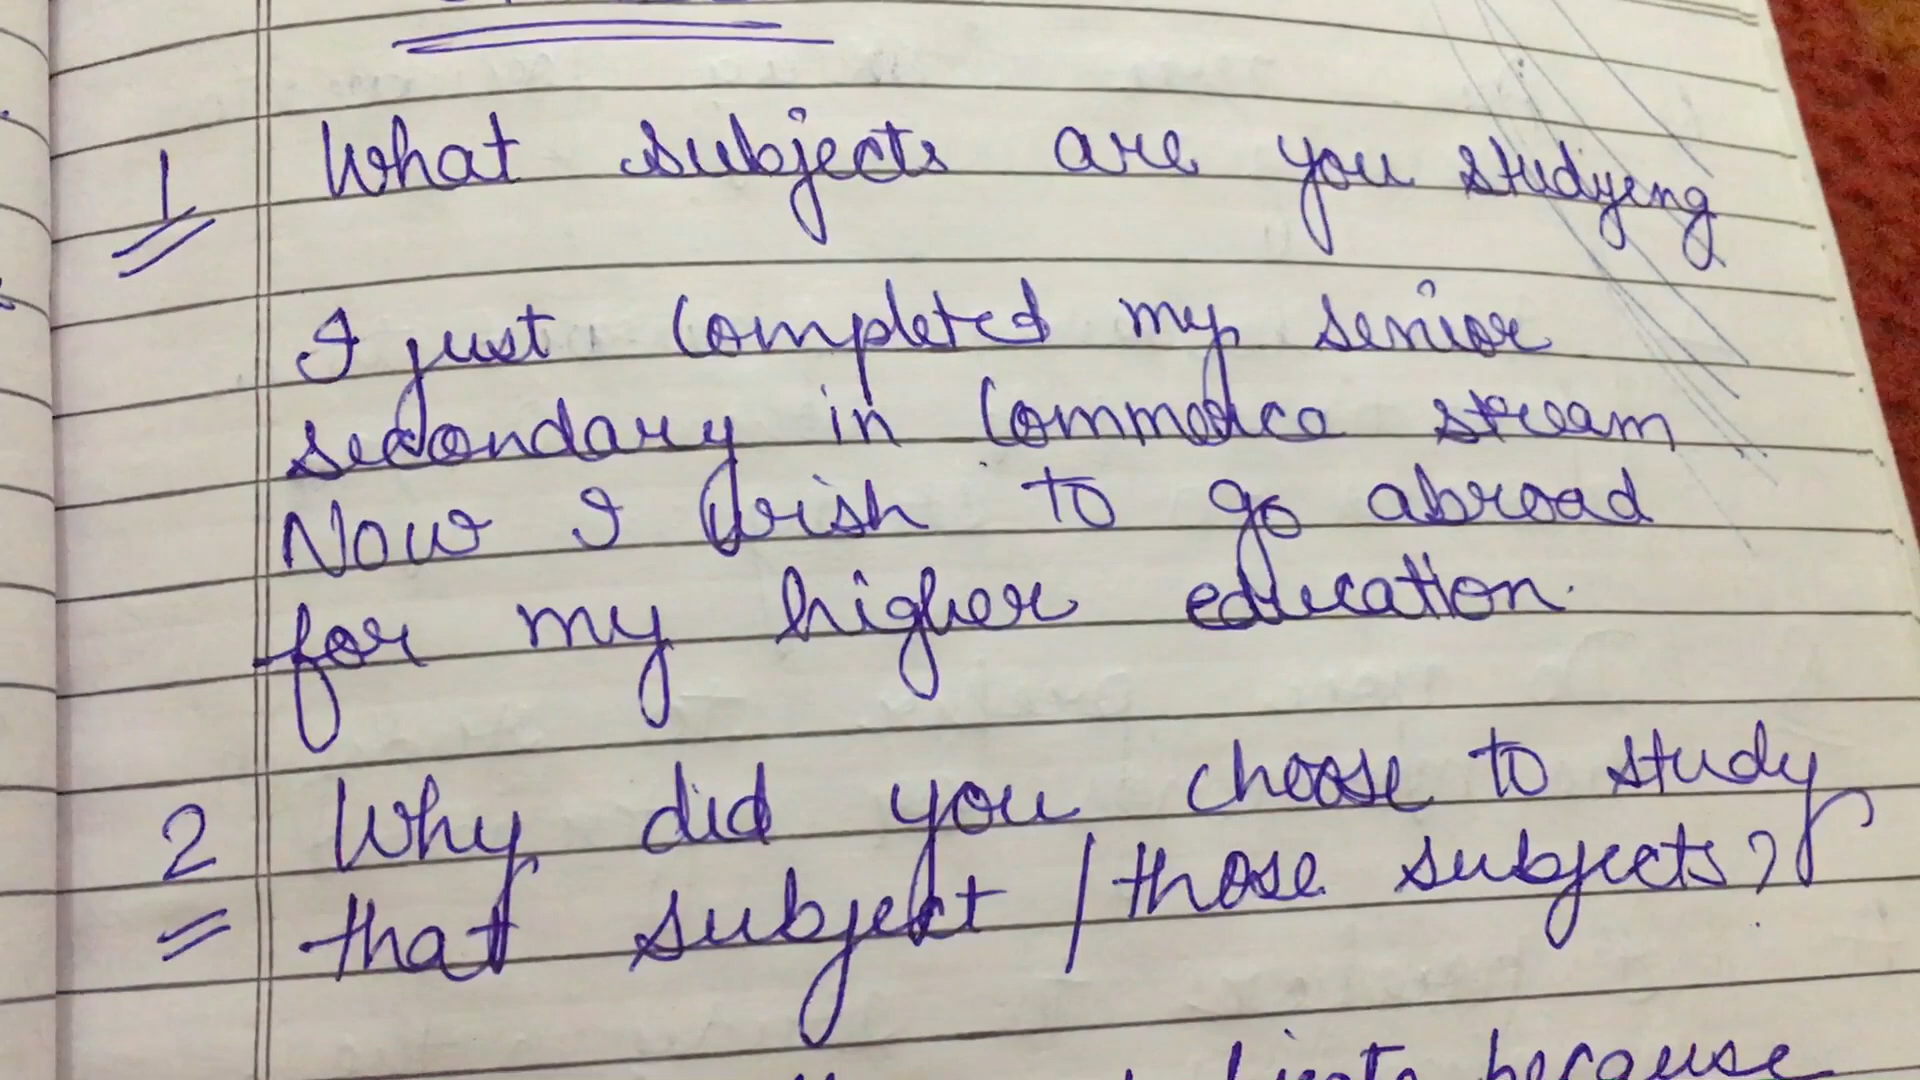 1 What subjects are you studying
I just completed my senior
secondary in Commerce stream
Now I wish to go abroad
for my higher education.
2 Why did you choose to study
that subject / those subjects?
because